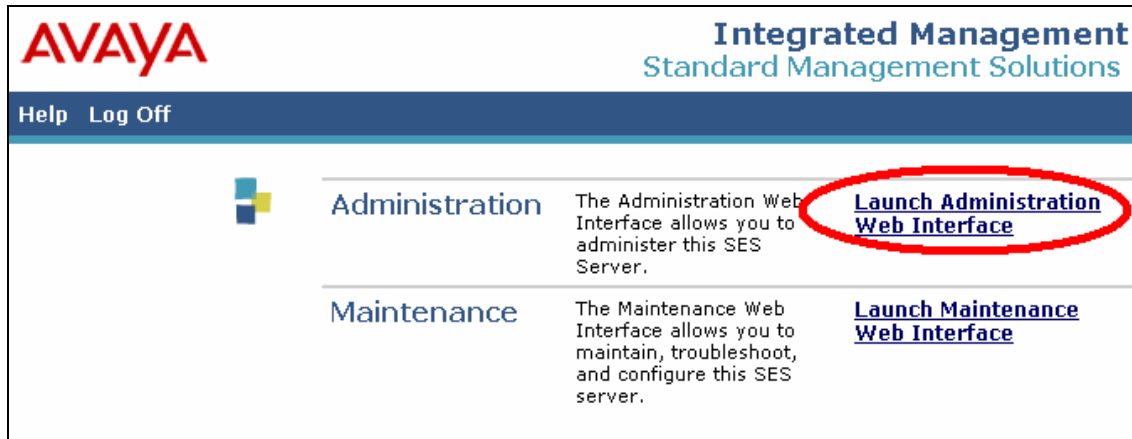 AVAYA
Integrated Management
Standard Management Solutions
Help Log Off
Administration
The Administration Web
Interface allows you to
administer this SES
Server.
Launch Administration
Web Interface
Maintenance
The Maintenance Web
Interface allows you to
maintain, troubleshoot,
and configure this SES
server.
Launch Maintenance
Web Interface